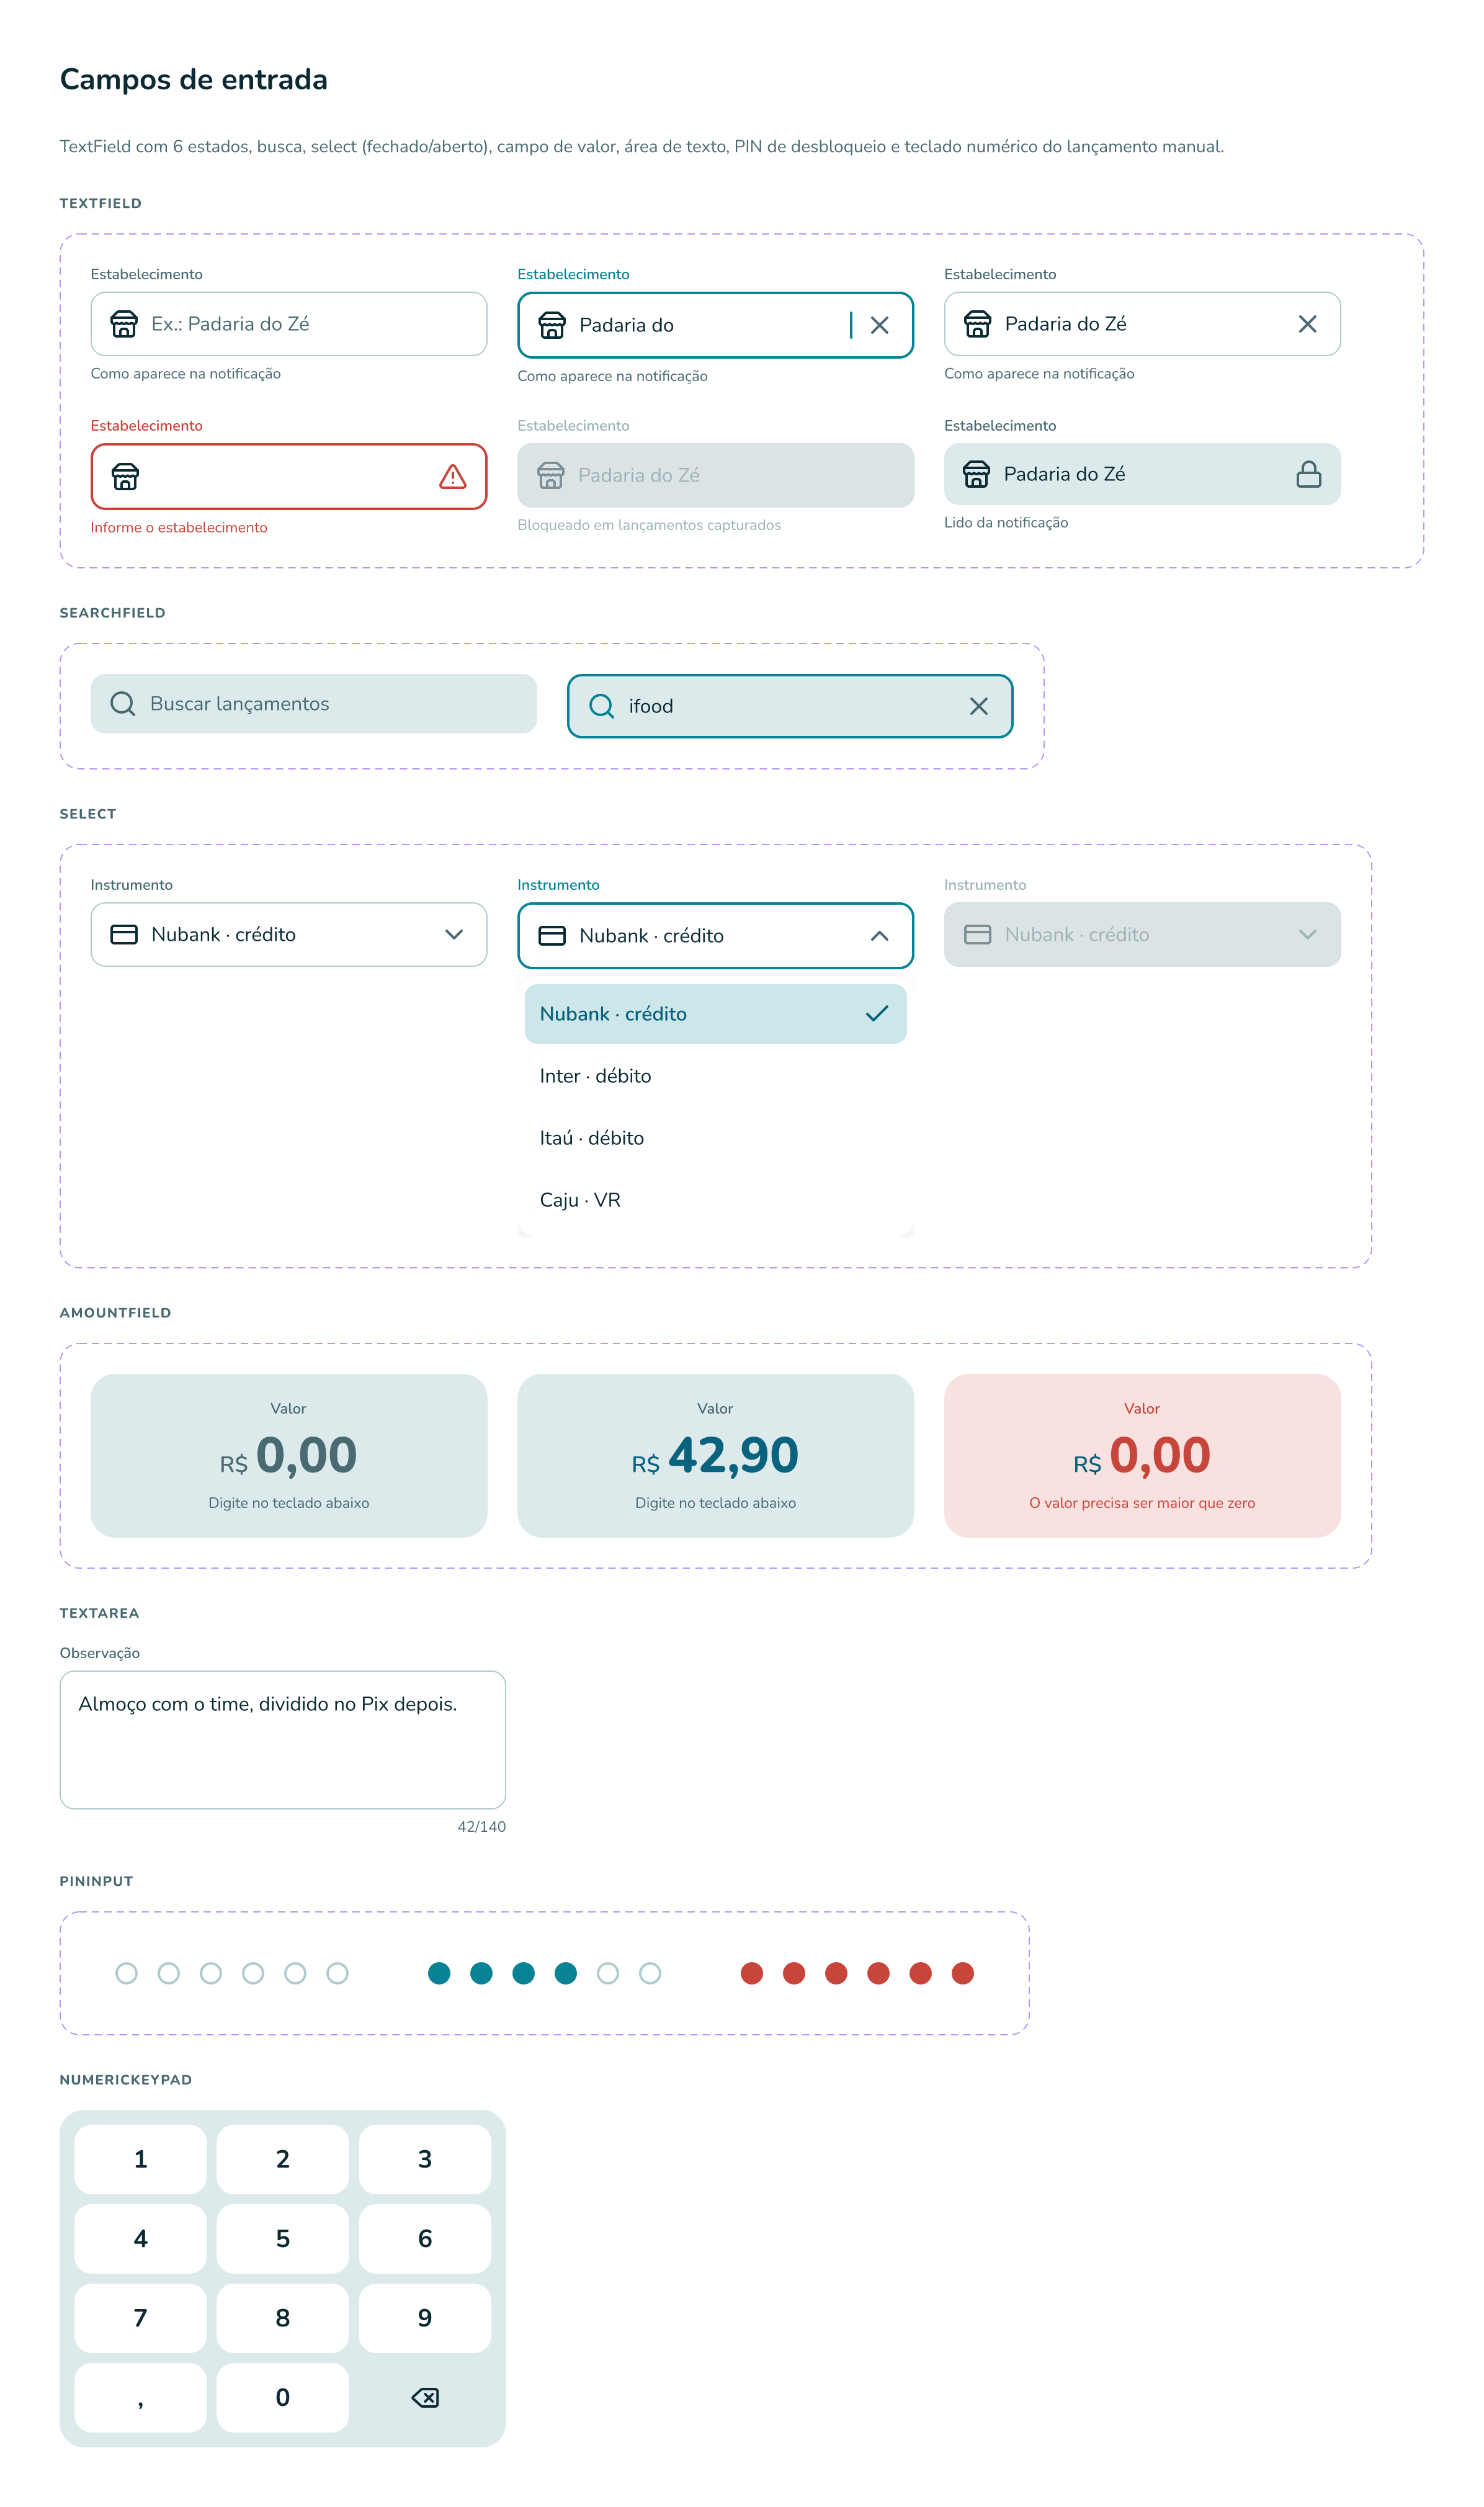 Campos de entrada
TextField com 6 estados, busca, select (fechado/aberto), campo de valor, área de texto, PIN de desbloqueio e teclado numérico do lançamento manual.
TEXTFIELD
Estabelecimento
Ex.: Padaria do Zé
Como aparece na notificação
Estabelecimento
Padaria do
Como aparece na notificação
Estabelecimento
Padaria do Zé
Como aparece na notificação
Estabelecimento
Informe o estabelecimento
Estabelecimento
Padaria do Zé
Bloqueado em lançamentos capturados
Estabelecimento
Padaria do Zé
Lido da notificação
SEARCHFIELD
Buscar lançamentos
ifood
SELECT
Instrumento
Nubank · crédito
Instrumento
Nubank · crédito
Nubank · crédito
Inter · débito
Itaú · débito
Caju · VR
Instrumento
Nubank · crédito
AMOUNTFIELD
Valor
R$ 0,00
Digite no teclado abaixo
Valor
R$ 42,90
Digite no teclado abaixo
Valor
R$ 0,00
O valor precisa ser maior que zero
TEXTAREA
Observação
Almoço com o time, dividido no Pix depois.
42/140
PININPUT
NUMERICKEYPAD
1 2 3
4 5 6
7 8 9
, 0